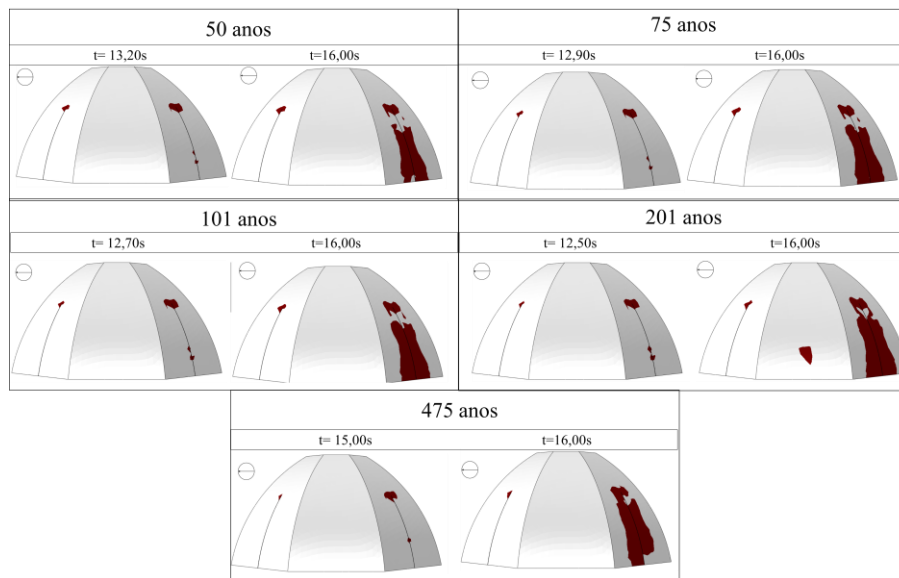 50 anos
t= 13,20s
t=16,00s
75 anos
t= 12,90s
t=16,00s
101 anos
t= 12,70s
t=16,00s
201 anos
t= 12,50s
t=16,00s
475 anos
t= 15,00s
t=16,00s